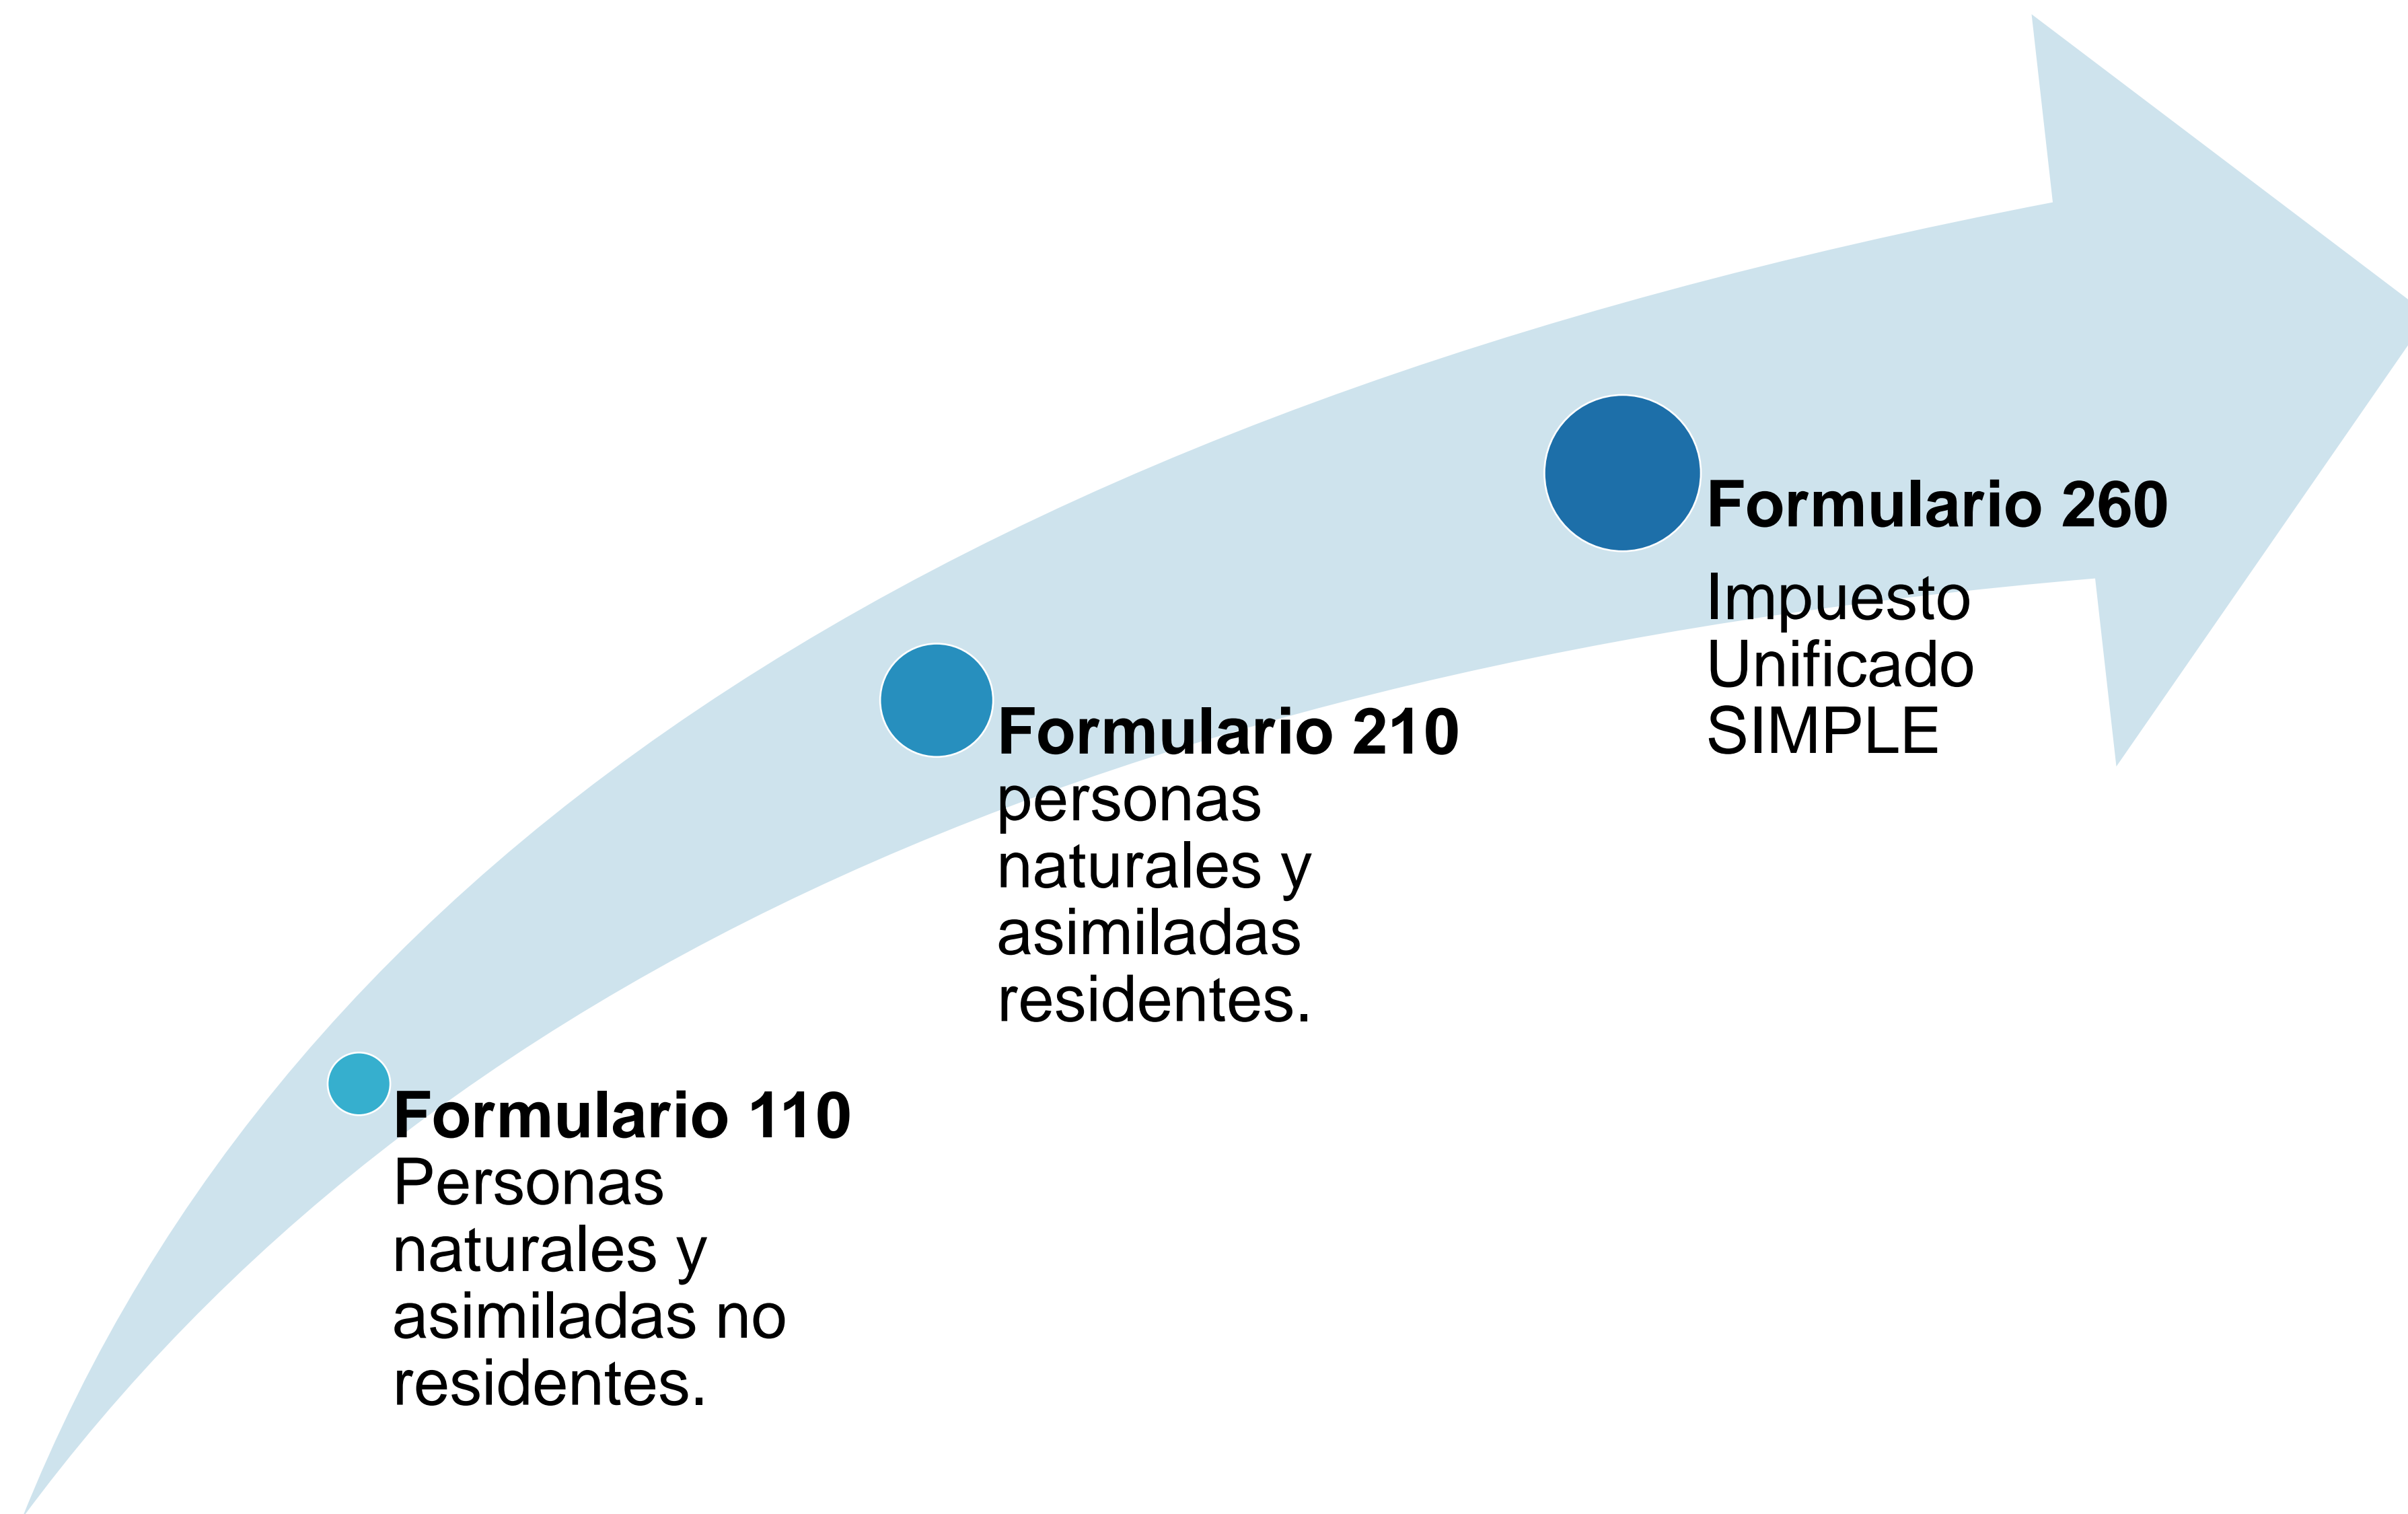 Formulario 110
Personas
naturales y
asimiladas no
residentes.
Formulario 210
personas
naturales y
asimiladas
residentes.
Formulario 260
Impuesto
Unificado
SIMPLE